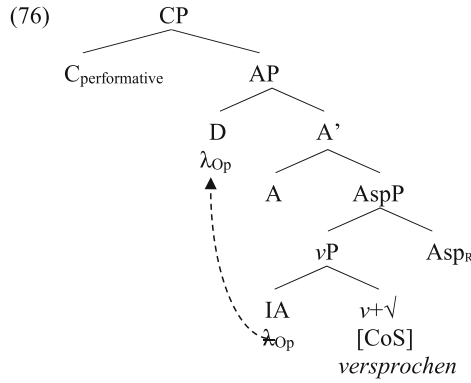 (76) CP
C_performative AP
D A’
λ_Op
A AspP
vP Asp_R
IA v+√
λ_Op [CoS]
versprochen